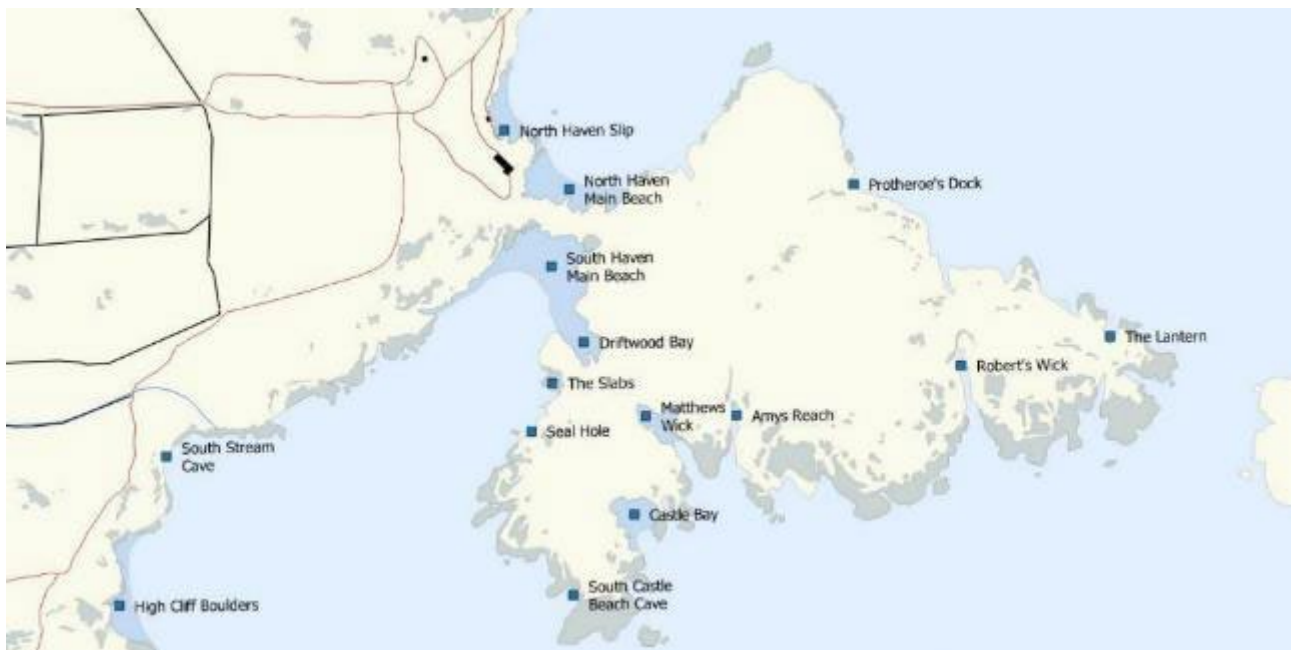 North Haven Slip
North Haven
Main Beach
Protheroe's Dock
South Haven
Main Beach
Driftwood Bay
The Lantern
Robert's Wick
The Slabs
Matthews
Wick
Amys Reach
Seal Hole
South Stream
Cave
Castle Bay
South Castle
Beach Cave
High Cliff Boulders